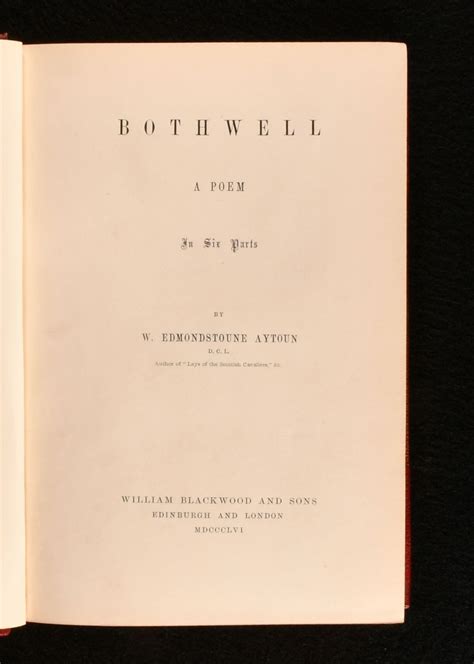 BOTHWELL
A POEM
In Six Parts
BY
W. EDMONDSTOUNE AYTOUN
D.C.L.
Author of "Lays of the Scottish Cavaliers," &c.
WILLIAM BLACKWOOD AND SONS
EDINBURGH AND LONDON
MDCCCLVI